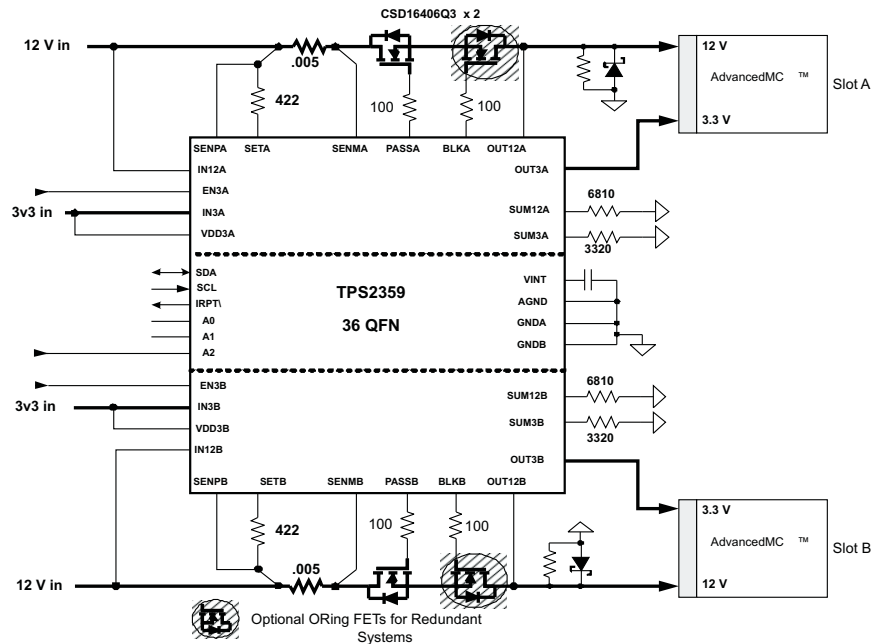 CSD16406Q3 x 2
12 V in
.005
422
100
100
12 V
AdvancedMC ™
Slot A
3.3 V
SENPA
SETA
SENMA
PASSA
BLKA
OUT12A
IN12A
OUT3A
EN3A
3v3 in
IN3A
SUM12A
6810
VDD3A
SUM3A
3320
SDA
SCL
IRPT\
A0
A1
A2
TPS2359
36 QFN
VINT
AGND
GNDA
GNDB
EN3B
3v3 in
IN3B
SUM12B
6810
VDD3B
SUM3B
3320
IN12B
OUT3B
SENPB
SETB
SENMB
PASSB
BLKB
OUT12B
422
100
100
3.3 V
AdvancedMC ™
Slot B
12 V
12 V in
.005
Optional ORing FETs for Redundant
Systems